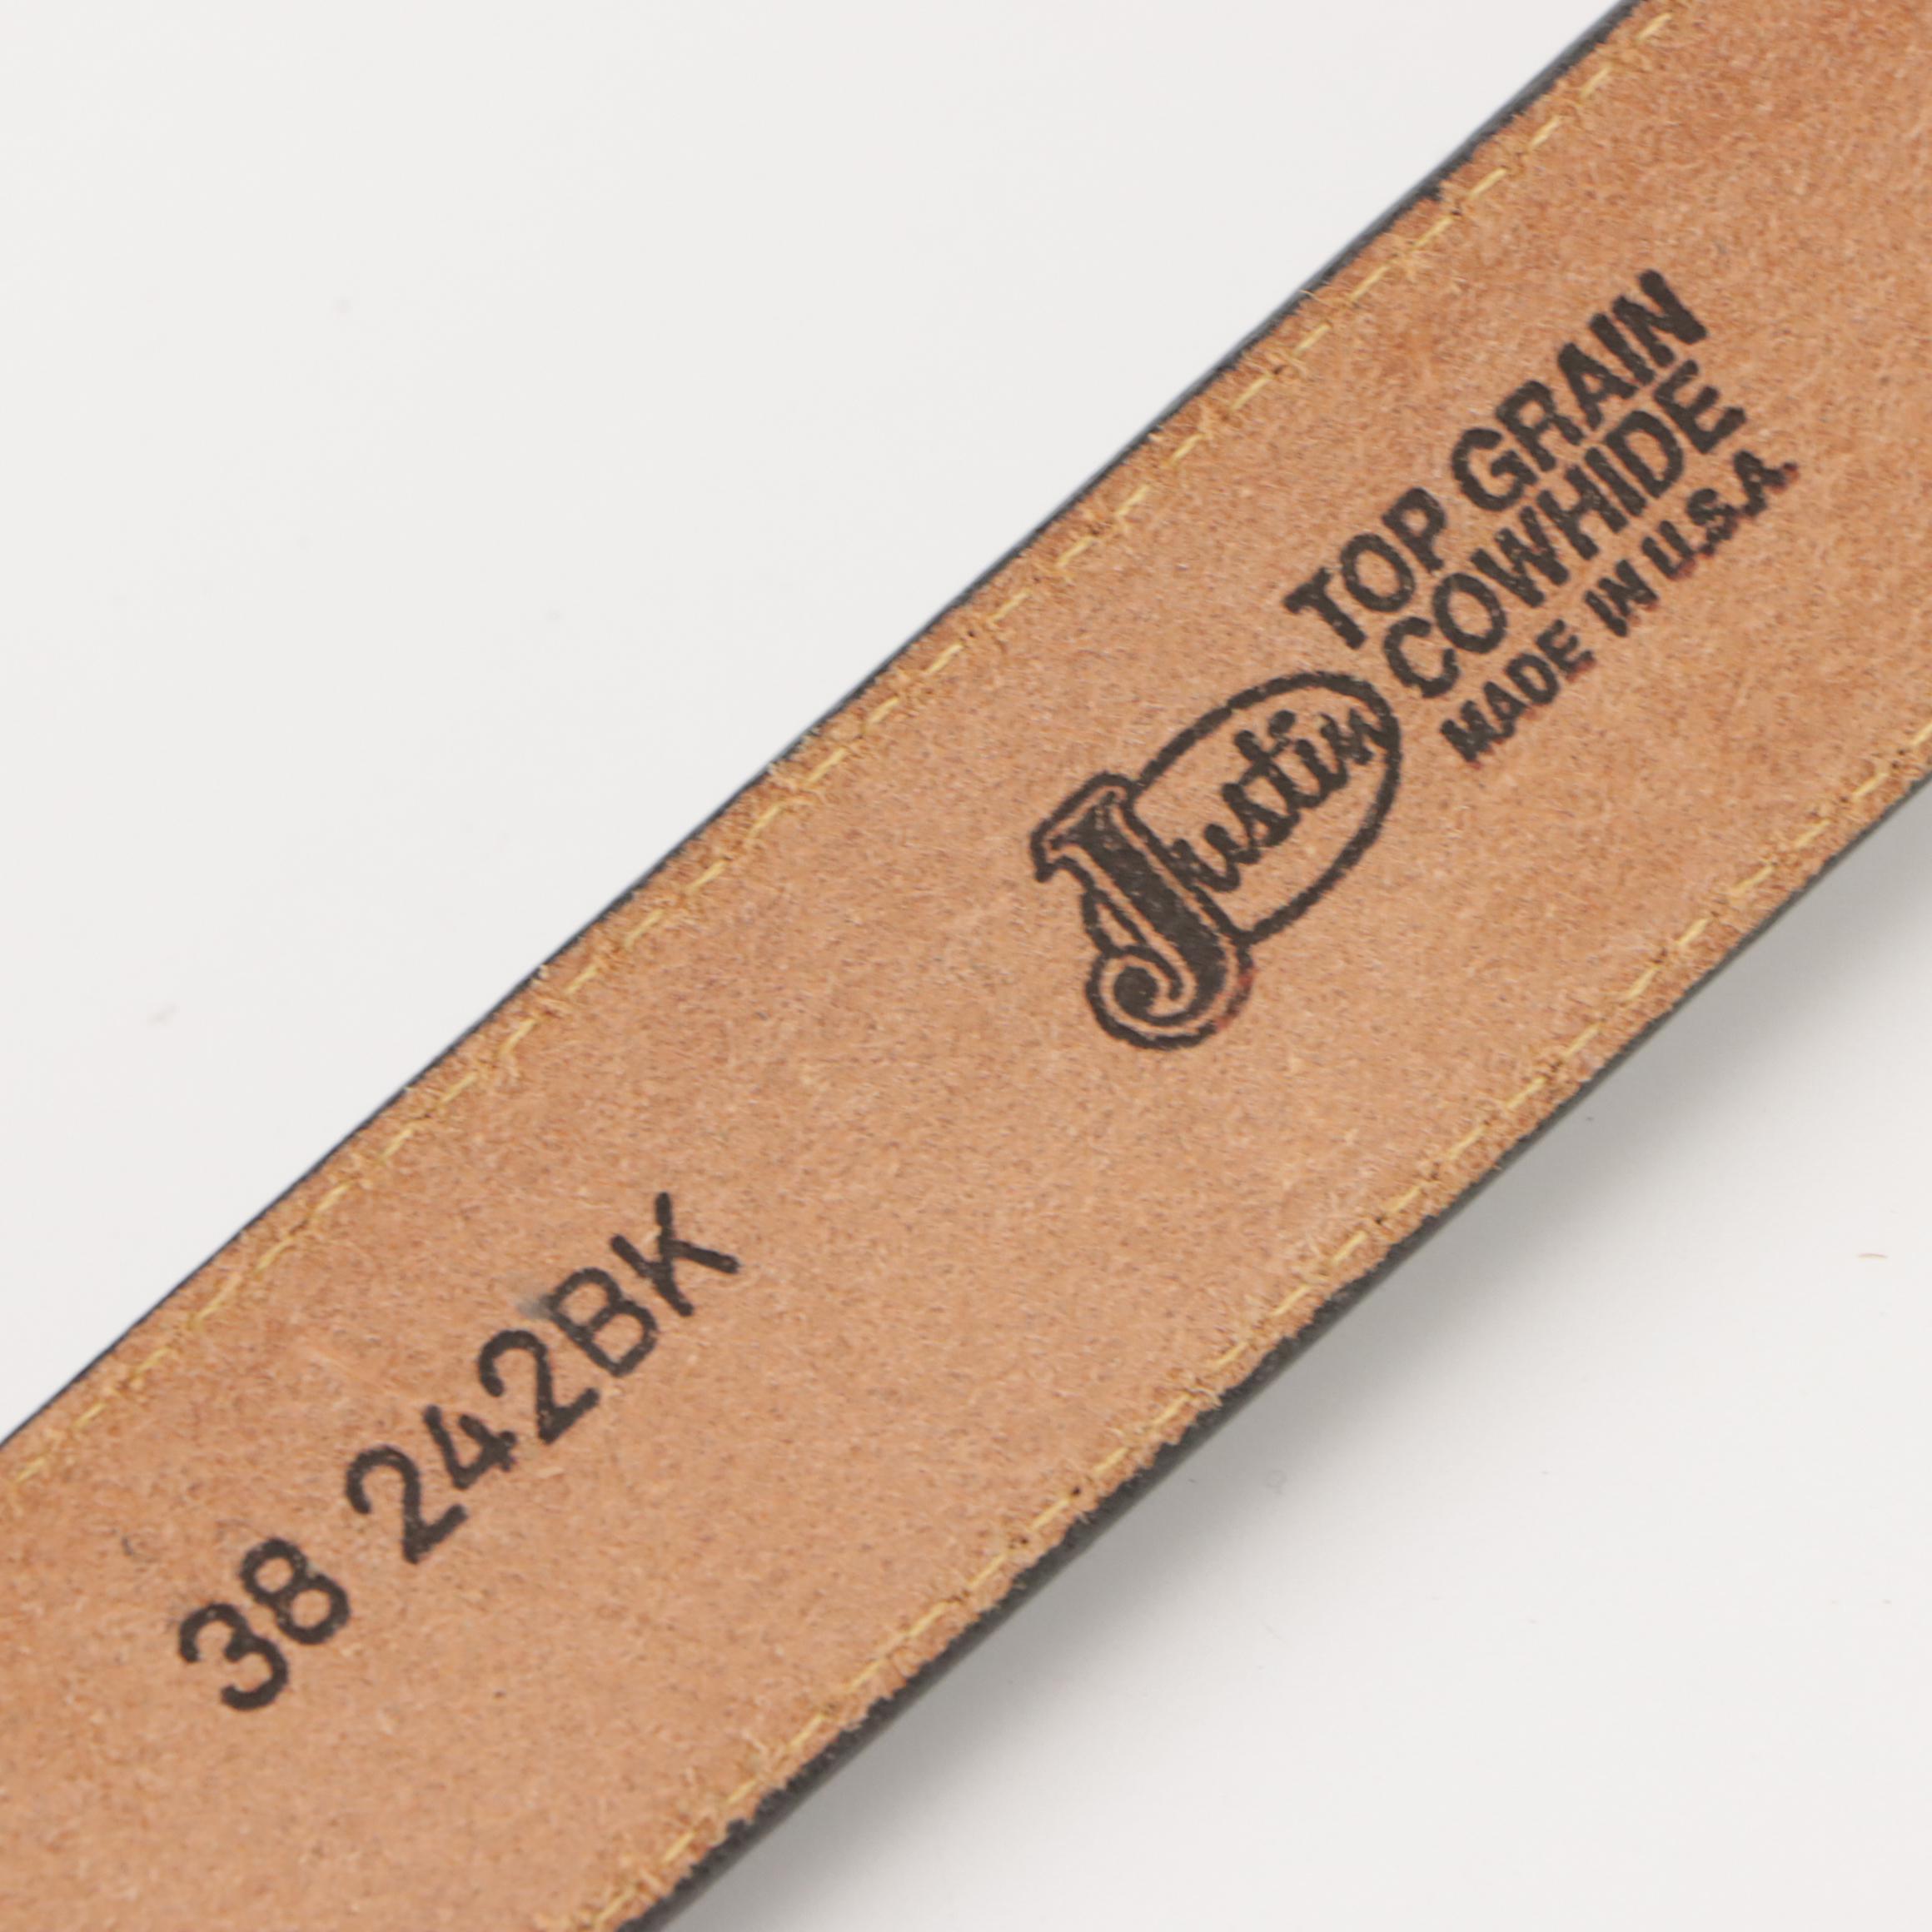 38 242BK
Justin
TOP GRAIN
COWHIDE
MADE IN U.S.A.